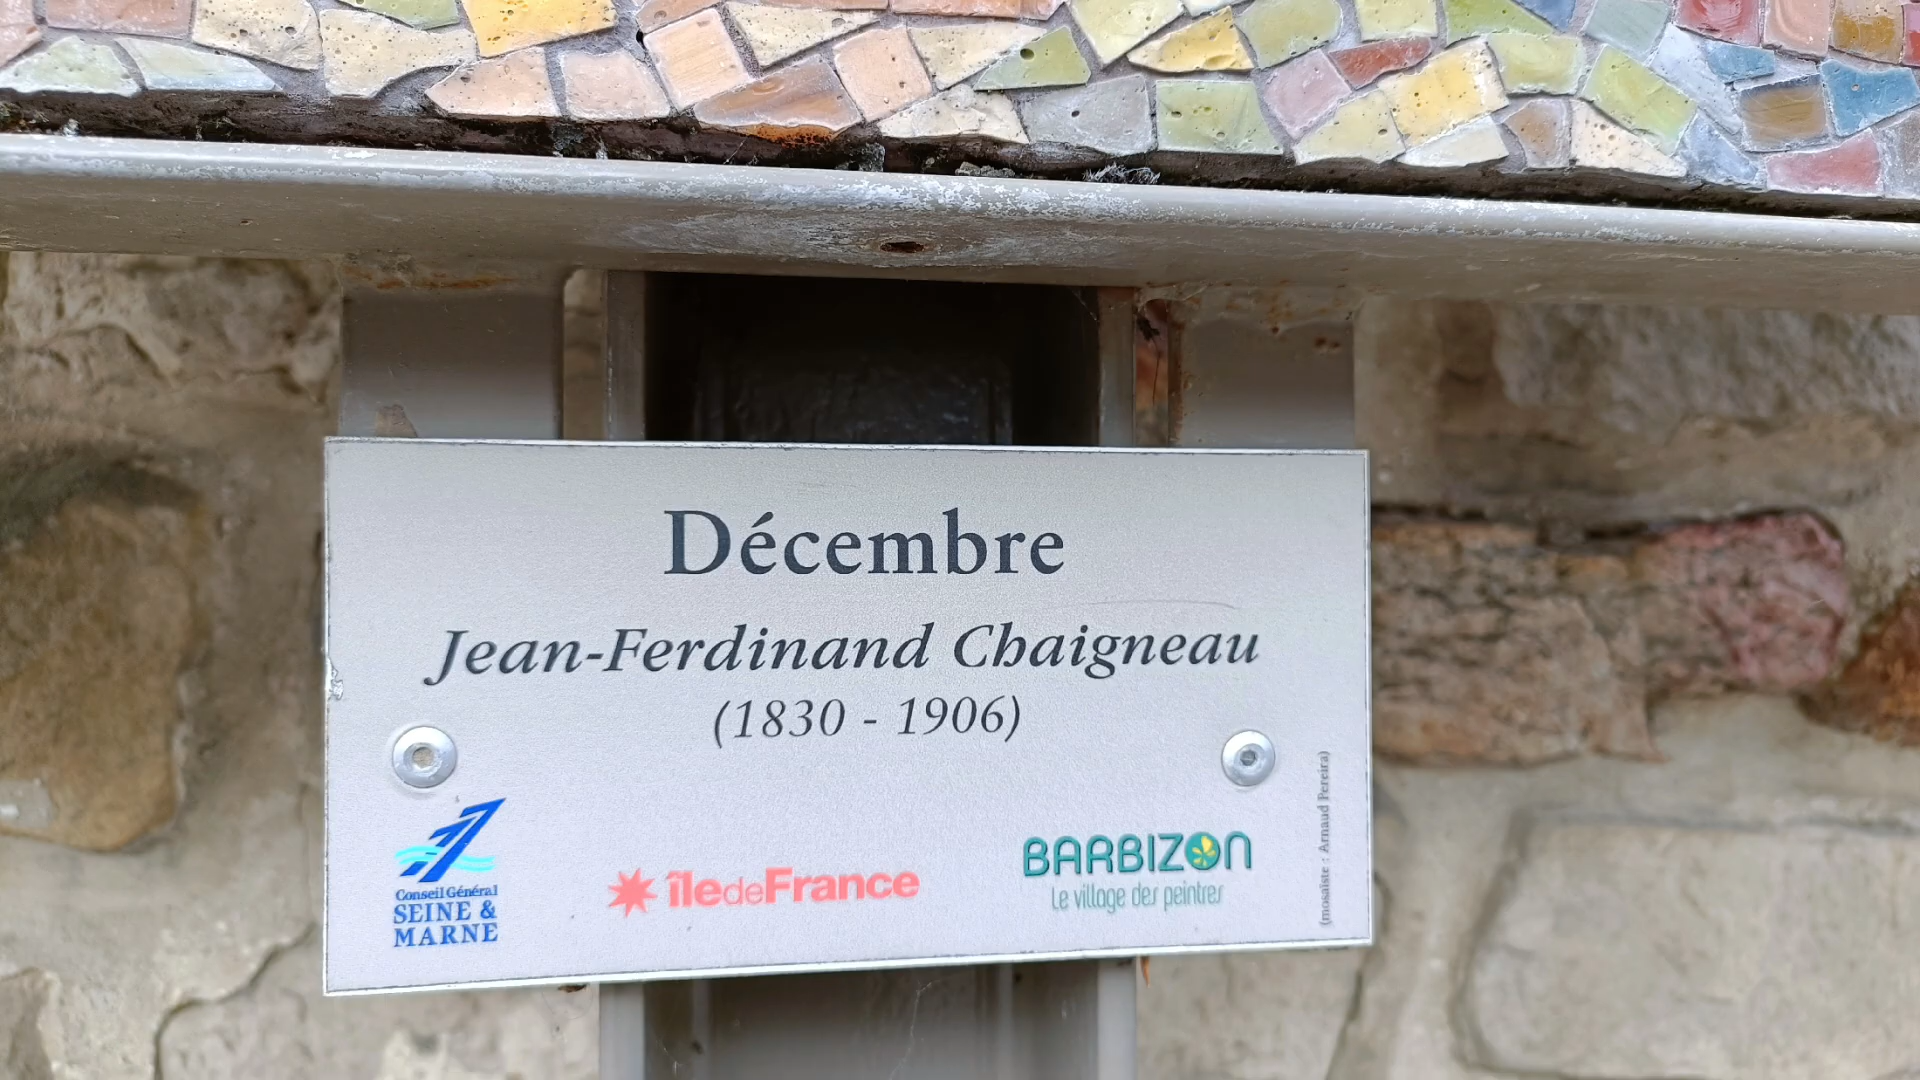 Décembre
Jean-Ferdinand Chaigneau
(1830 - 1906)
Conseil Général
SEINE &
MARNE
îledeFrance
BARBIZON
Le village des peintres
(mosaïste : Arnaud Pereira)